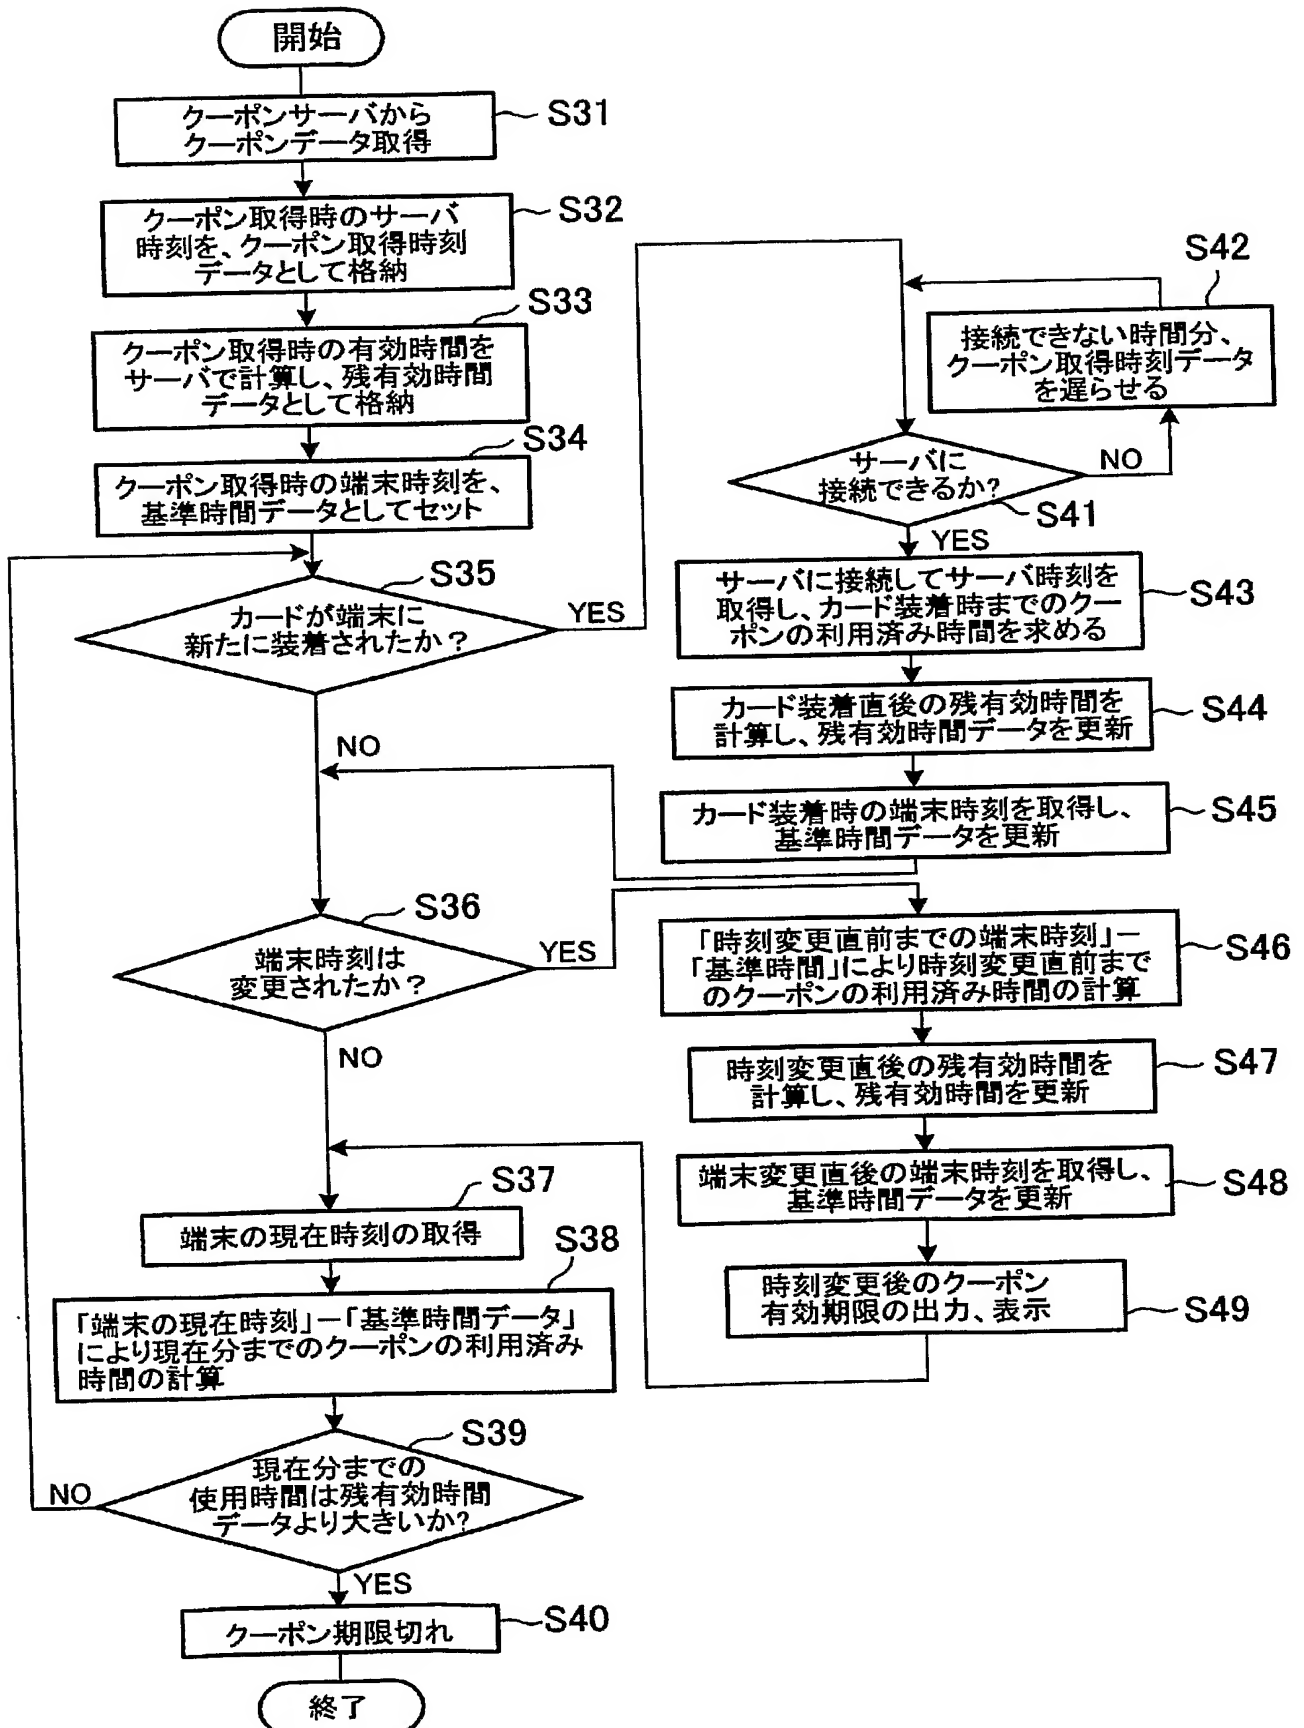 開始
クーポンサーバから
クーポンデータ取得
S31
クーポン取得時のサーバ
時刻を、クーポン取得時刻
データとして格納
S32
クーポン取得時の有効時間を
サーバで計算し、残有効時間
データとして格納
S33
クーポン取得時の端末時刻を、
基準時間データとしてセット
S34
カードが端末に
新たに装着されたか?
S35
YES
NO
端末時刻は
変更されたか?
S36
YES
NO
端末の現在時刻の取得
S37
「端末の現在時刻」−「基準時間データ」
により現在分までのクーポンの利用済み
時間の計算
S38
現在分までの
使用時間は残有効時間
データより大きいか?
S39
NO
YES
クーポン期限切れ
S40
終了
S42
接続できない時間分、
クーポン取得時刻データ
を遅らせる
サーバに
接続できるか?
NO
S41
YES
サーバに接続してサーバ時刻を
取得し、カード装着時までのクー
ポンの利用済み時間を求める
S43
カード装着直後の残有効時間を
計算し、残有効時間データを更新
S44
カード装着時の端末時刻を取得し、
基準時間データを更新
S45
「時刻変更直前までの端末時刻」−
「基準時間」により時刻変更直前まで
のクーポンの利用済み時間の計算
S46
時刻変更直後の残有効時間を
計算し、残有効時間を更新
S47
端末変更直後の端末時刻を取得し、
基準時間データを更新
S48
時刻変更後のクーポン
有効期限の出力、表示
S49